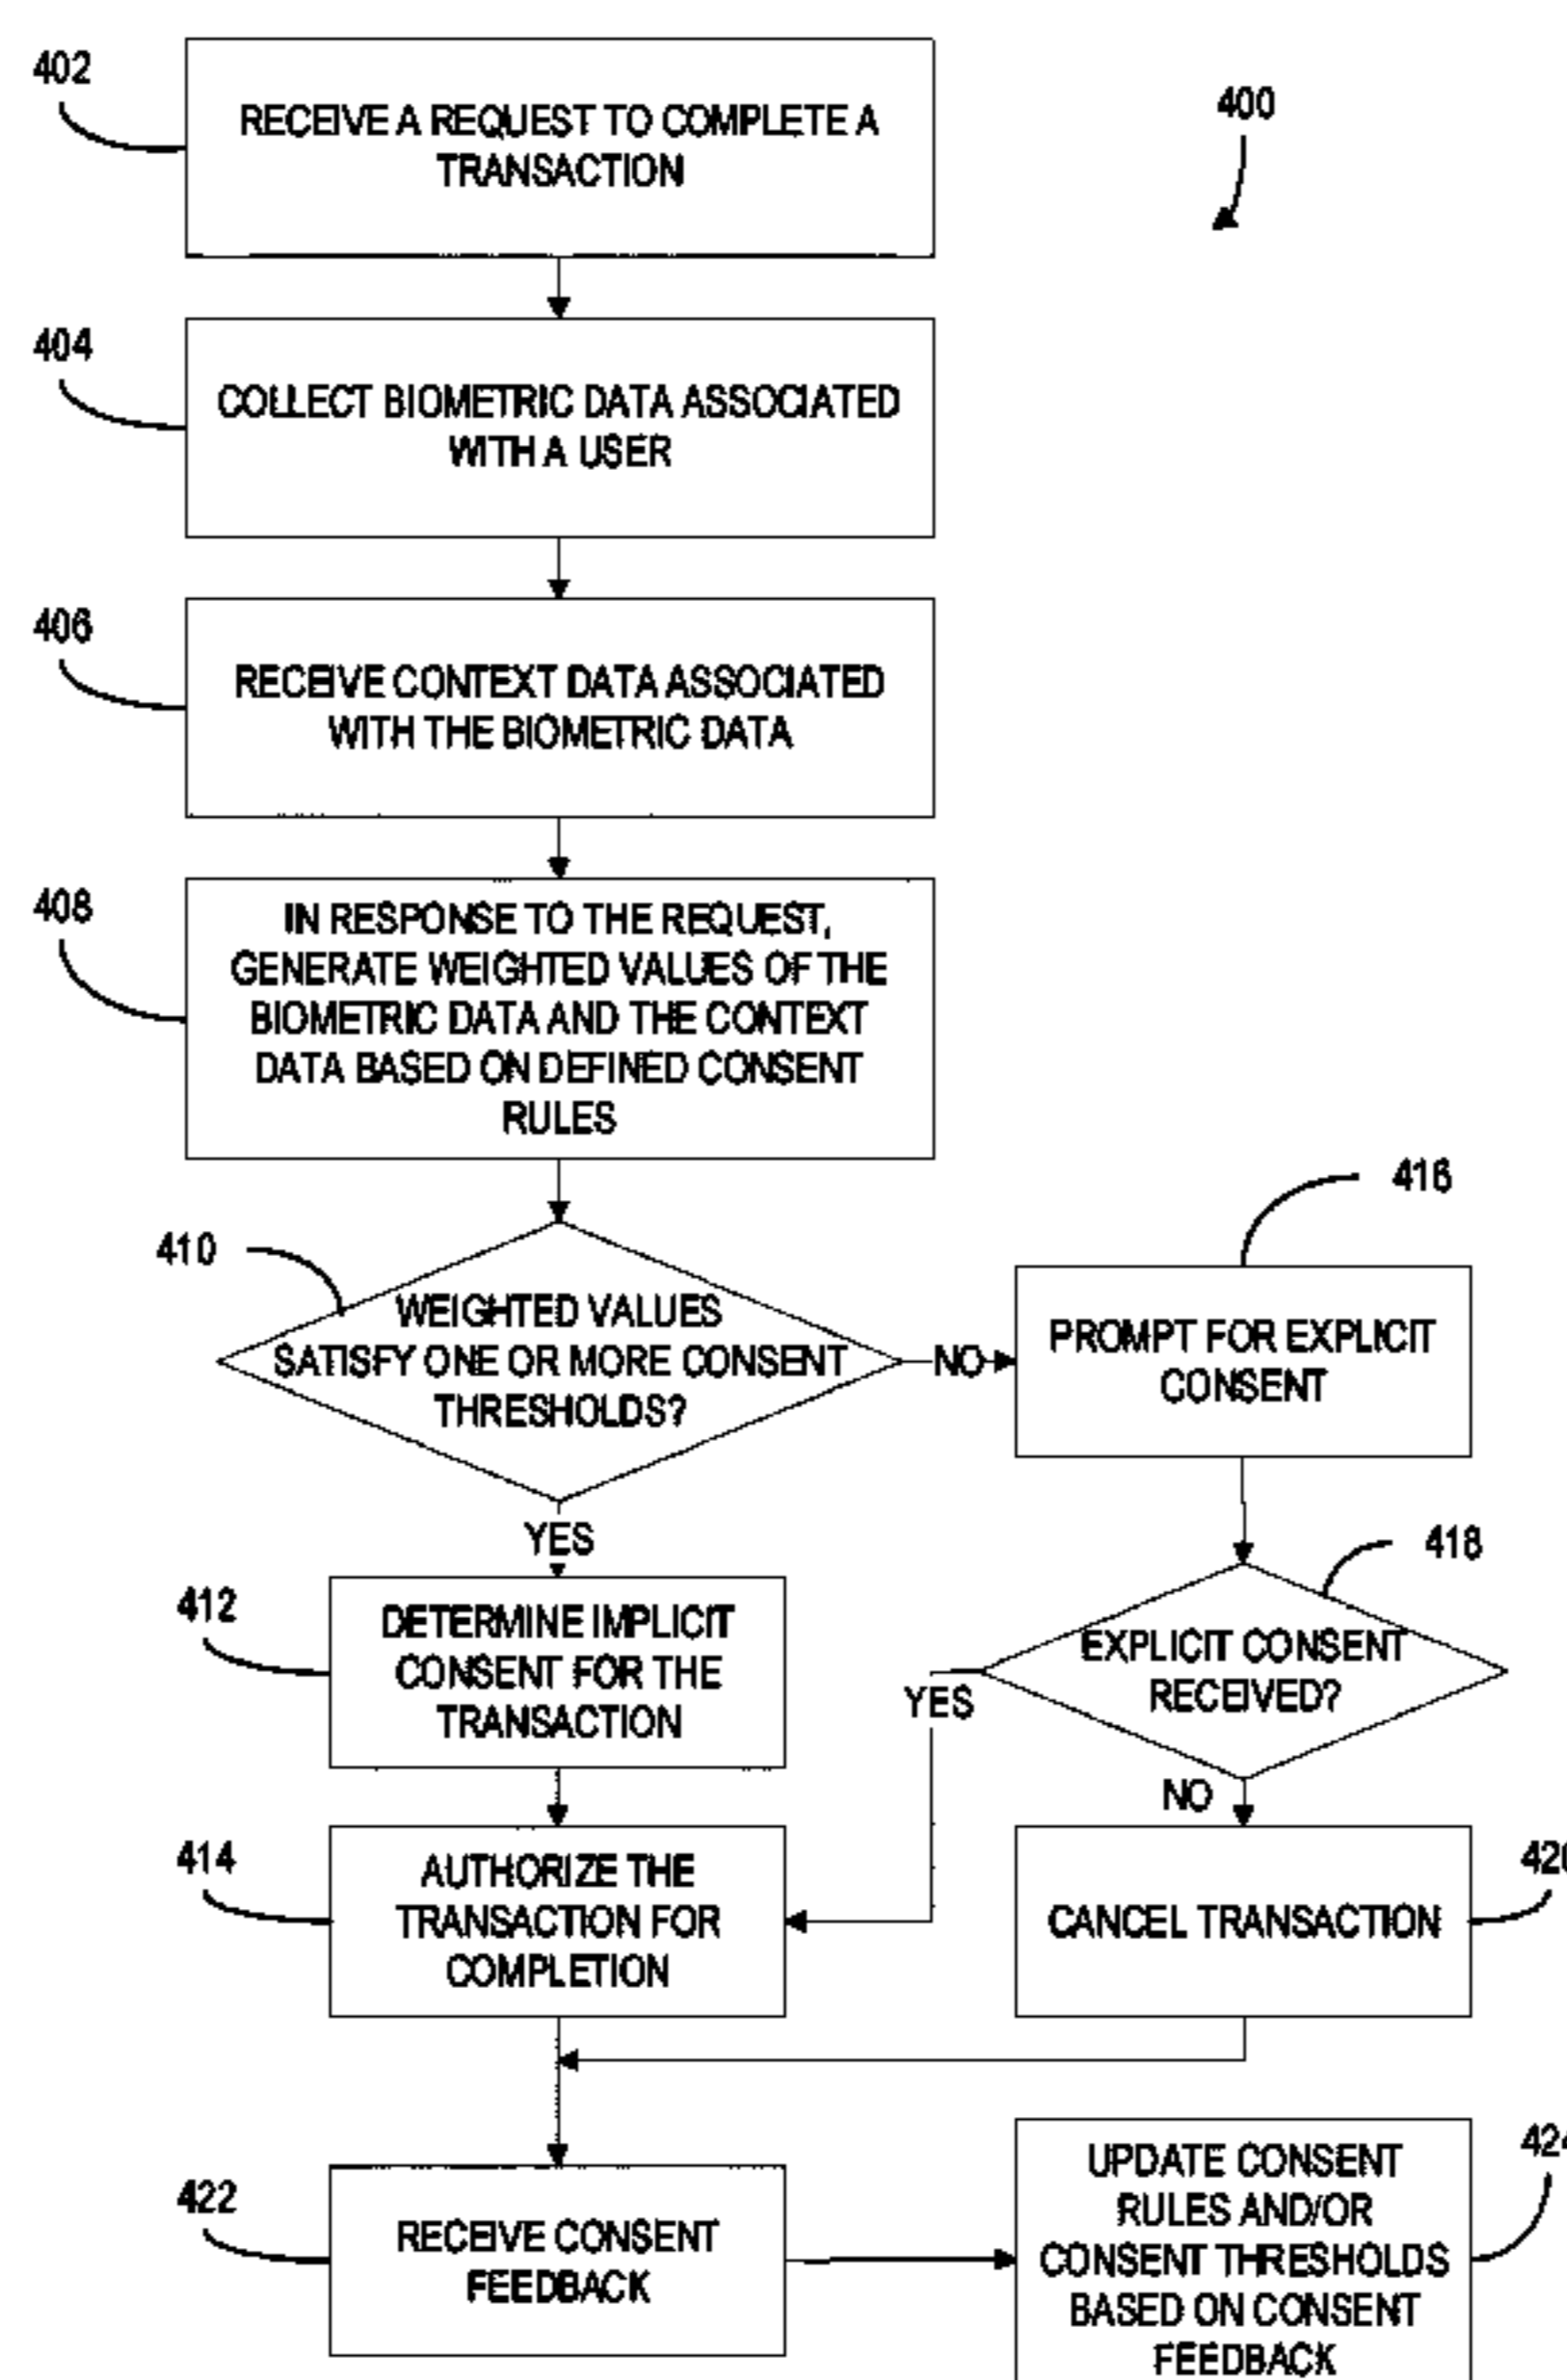 402
RECEIVE A REQUEST TO COMPLETE A
TRANSACTION
400
404
COLLECT BIOMETRIC DATA ASSOCIATED
WITH A USER
406
RECEIVE CONTEXT DATA ASSOCIATED
WITH THE BIOMETRIC DATA
408
IN RESPONSE TO THE REQUEST,
GENERATE WEIGHTED VALUES OF THE
BIOMETRIC DATA AND THE CONTEXT
DATA BASED ON DEFINED CONSENT
RULES
410
WEIGHTED VALUES
SATISFY ONE OR MORE CONSENT
THRESHOLDS?
NO
416
PROMPT FOR EXPLICIT
CONSENT
YES
412
DETERMINE IMPLICIT
CONSENT FOR THE
TRANSACTION
418
EXPLICIT CONSENT
RECEIVED?
YES
NO
414
AUTHORIZE THE
TRANSACTION FOR
COMPLETION
420
CANCEL TRANSACTION
422
RECEIVE CONSENT
FEEDBACK
424
UPDATE CONSENT
RULES AND/OR
CONSENT THRESHOLDS
BASED ON CONSENT
FEEDBACK